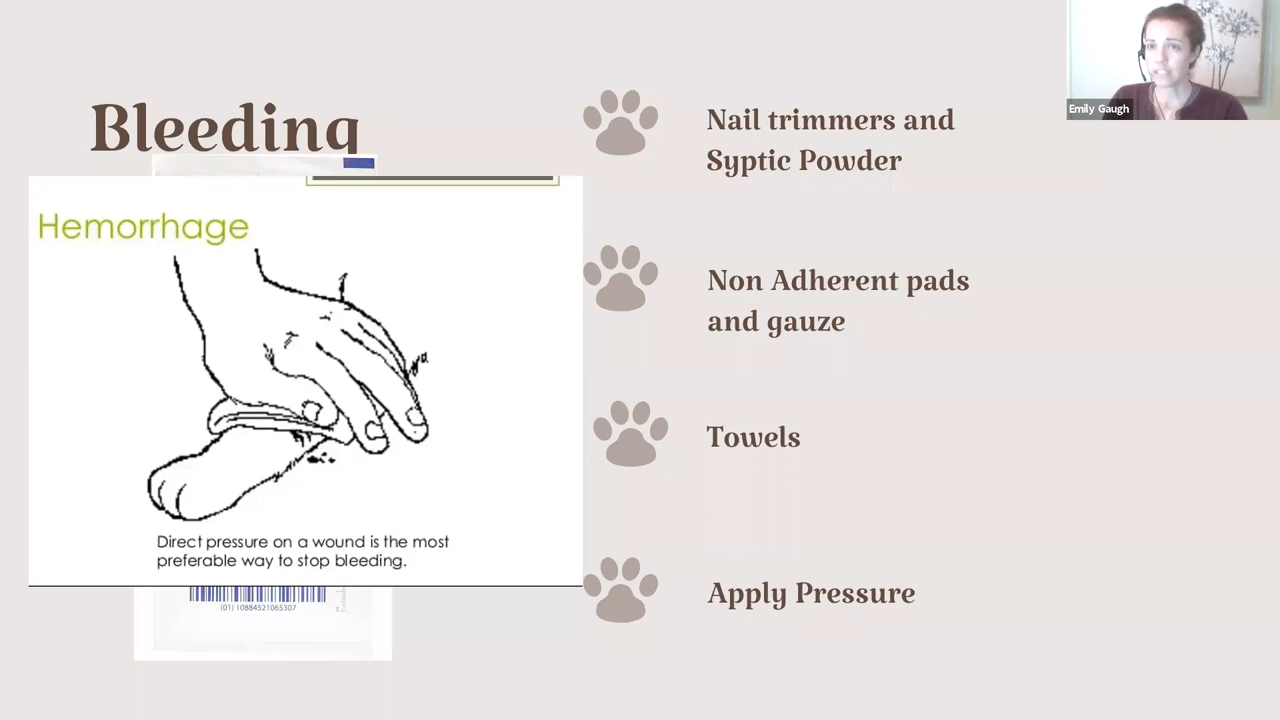 Bleeding
Hemorrhage
Direct pressure on a wound is the most
preferable way to stop bleeding.
(01) 10884521065307
Nail trimmers and
Syptic Powder
Non Adherent pads
and gauze
Towels
Apply Pressure
Emily Gaugh